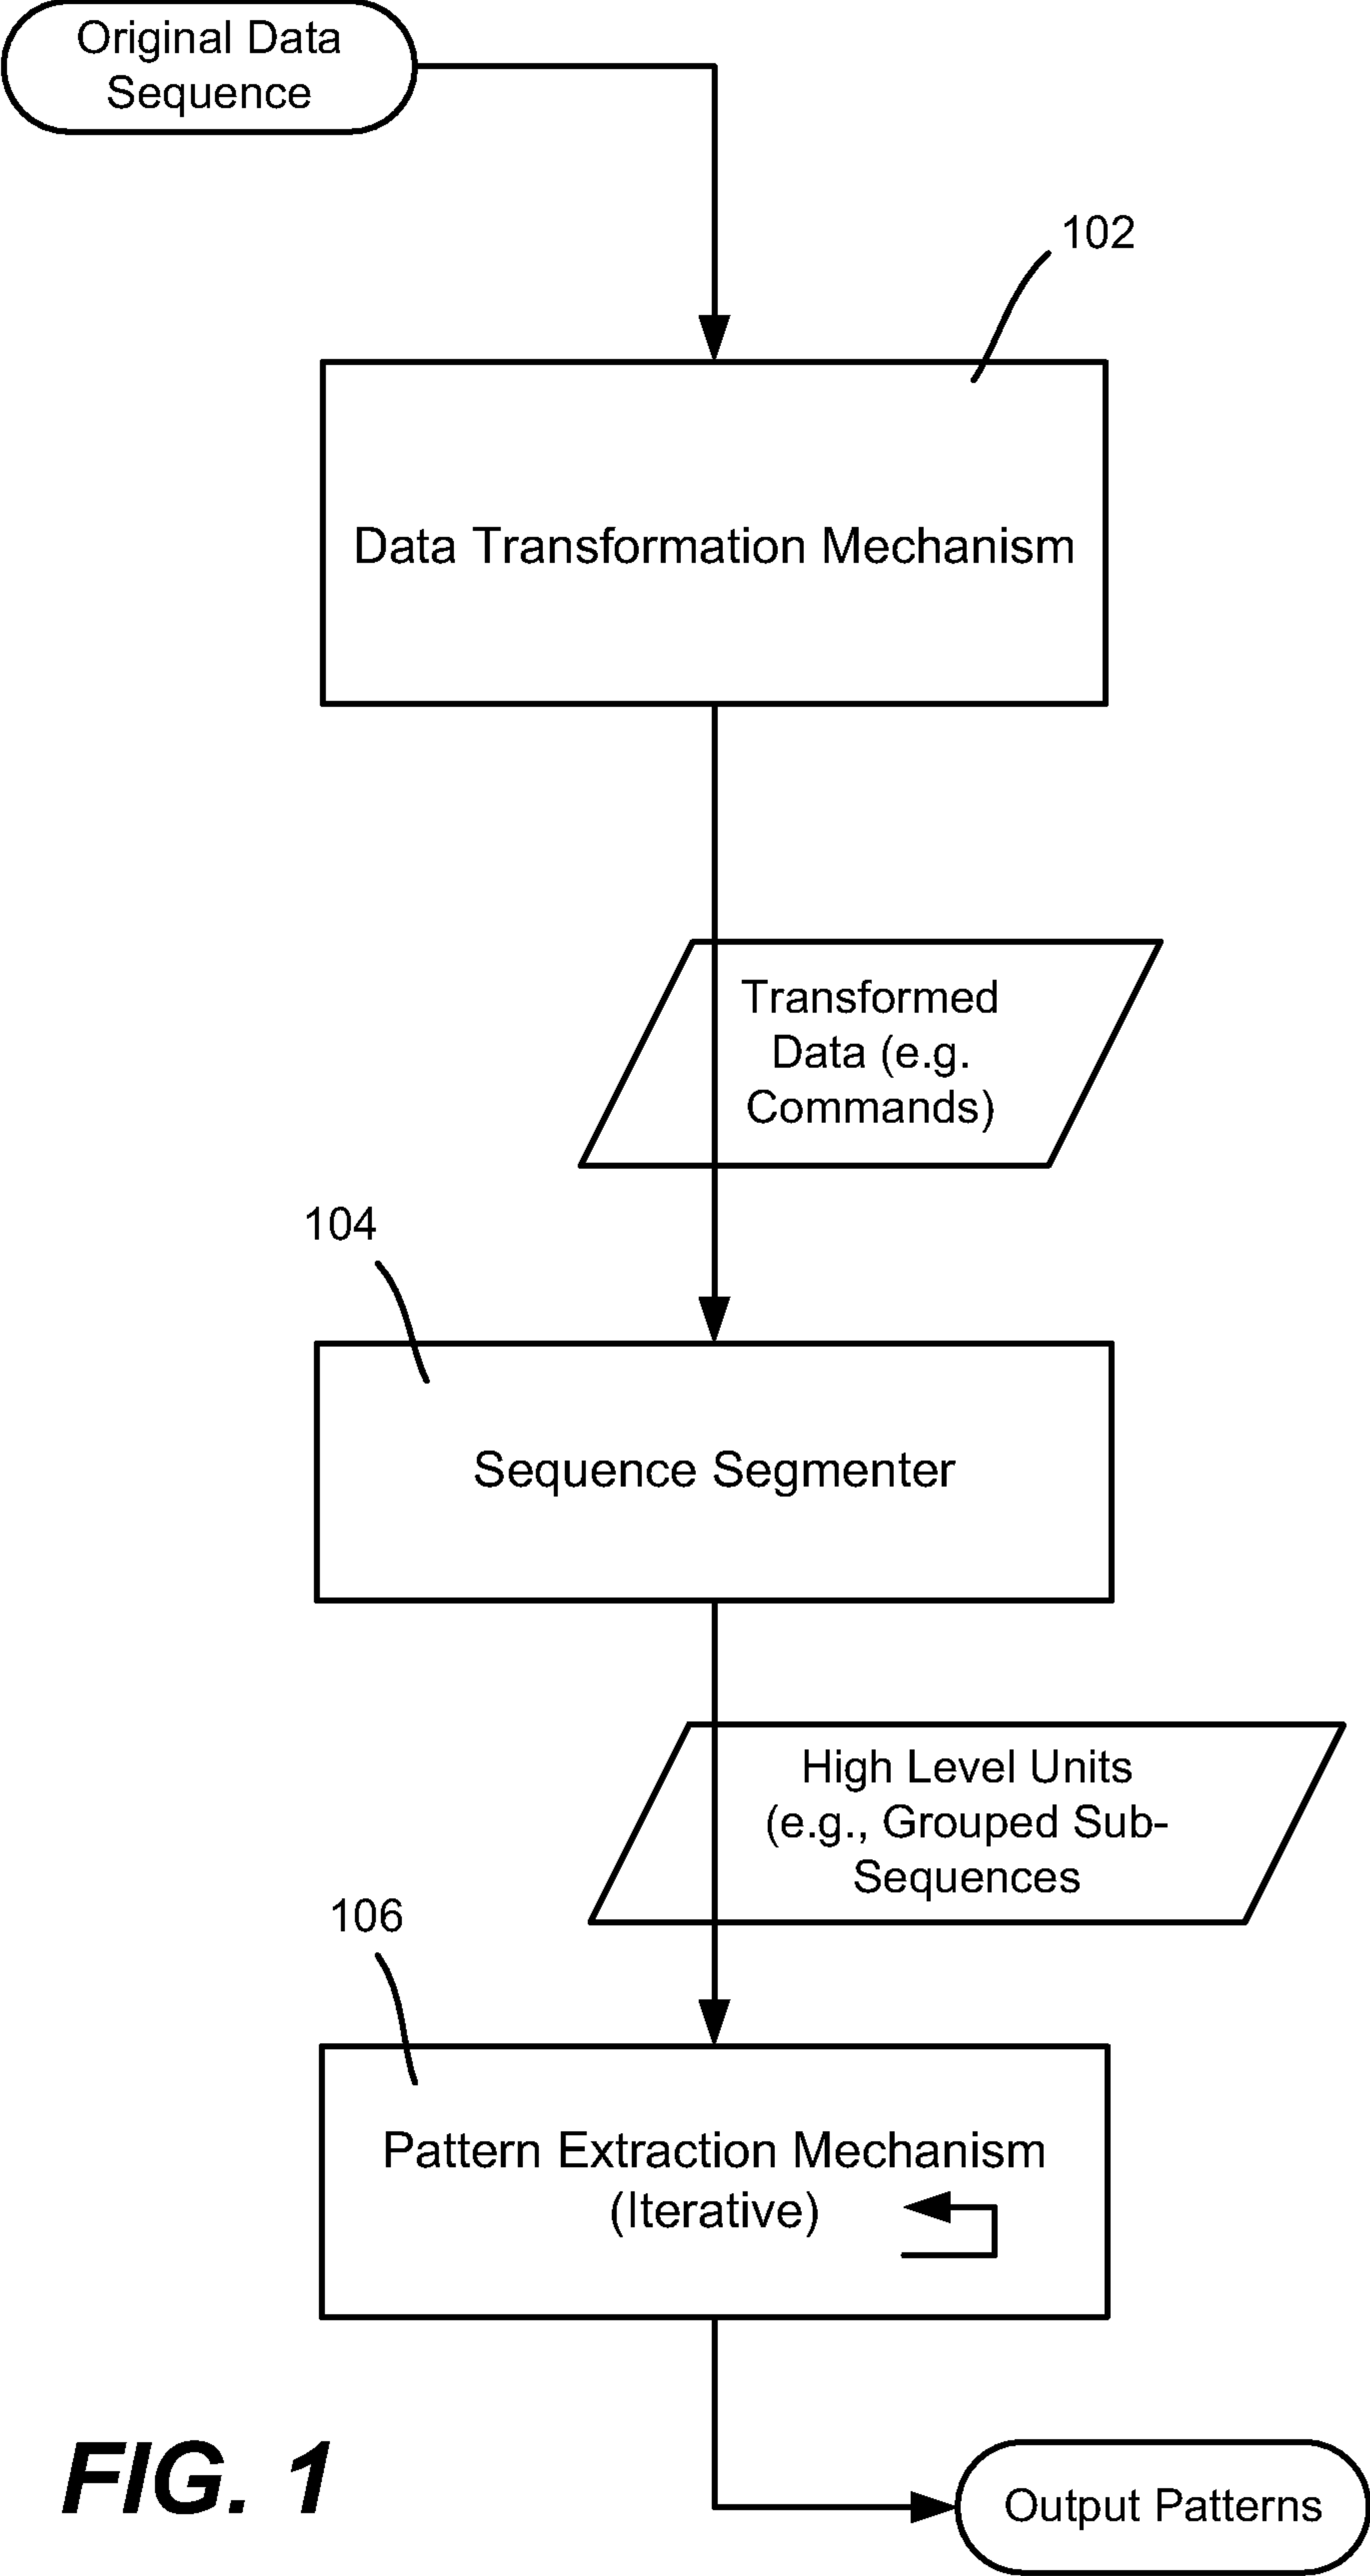 Original Data
Sequence
102
Data Transformation Mechanism
Transformed
Data (e.g.
Commands)
104
Sequence Segmenter
High Level Units
(e.g., Grouped Sub-
Sequences
106
Pattern Extraction Mechanism
(Iterative)
FIG. 1
Output Patterns